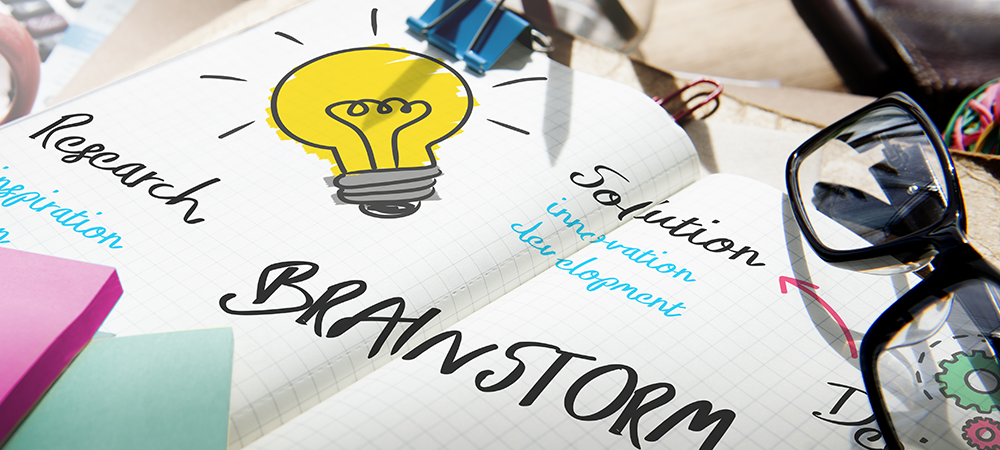 Research
inspiration
Solution
innovation
development
BRAINSTORM